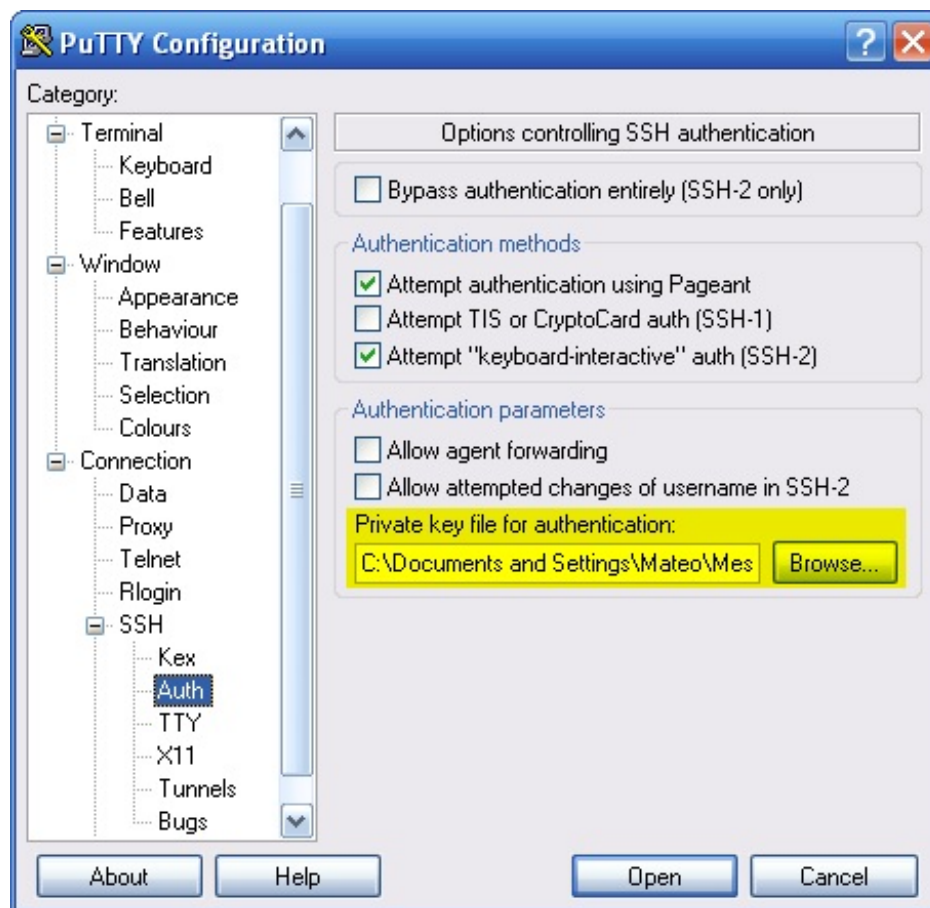 PuTTY Configuration
Category:
Terminal
Keyboard
Bell
Features
Window
Appearance
Behaviour
Translation
Selection
Colours
Connection
Data
Proxy
Telnet
Rlogin
SSH
Kex
Auth
TTY
X11
Tunnels
Bugs
Options controlling SSH authentication
Bypass authentication entirely (SSH-2 only)
Authentication methods
Attempt authentication using Pageant
Attempt TIS or CryptoCard auth (SSH-1)
Attempt "keyboard-interactive" auth (SSH-2)
Authentication parameters
Allow agent forwarding
Allow attempted changes of username in SSH-2
Private key file for authentication:
C:\Documents and Settings\Mateo\Mes
Browse...
About
Help
Open
Cancel